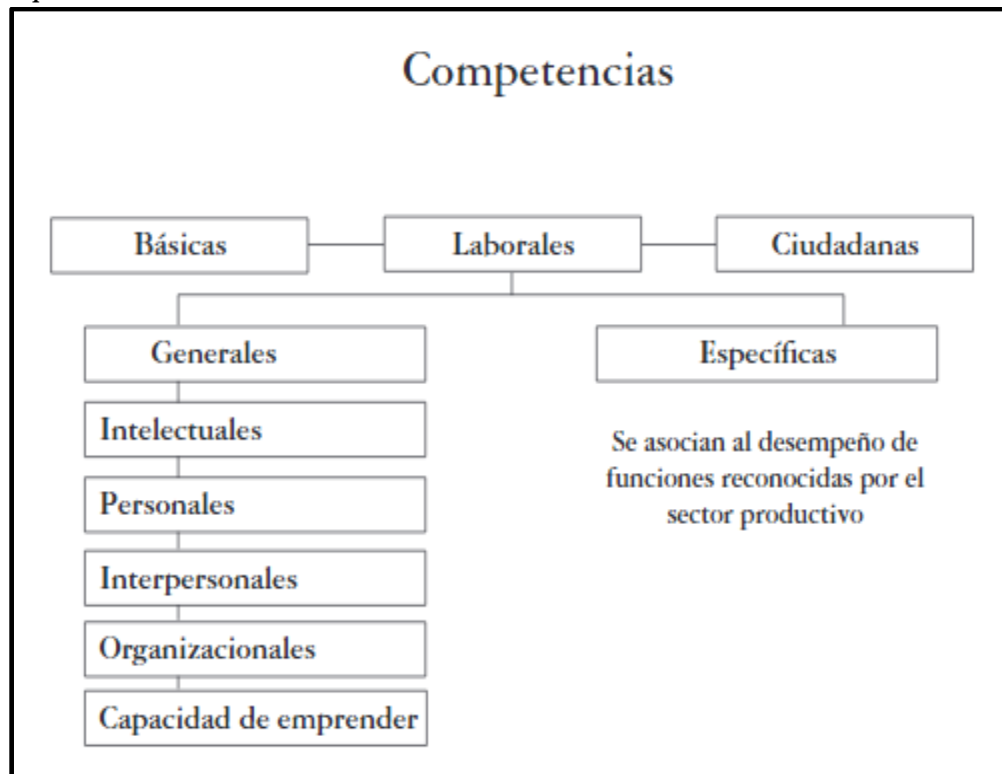 Competencias
Básicas
Laborales
Ciudadanas
Generales
Específicas
Intelectuales
Personales
Interpersonales
Organizacionales
Capacidad de emprender
Se asocian al desempeño de
funciones reconocidas por el
sector productivo